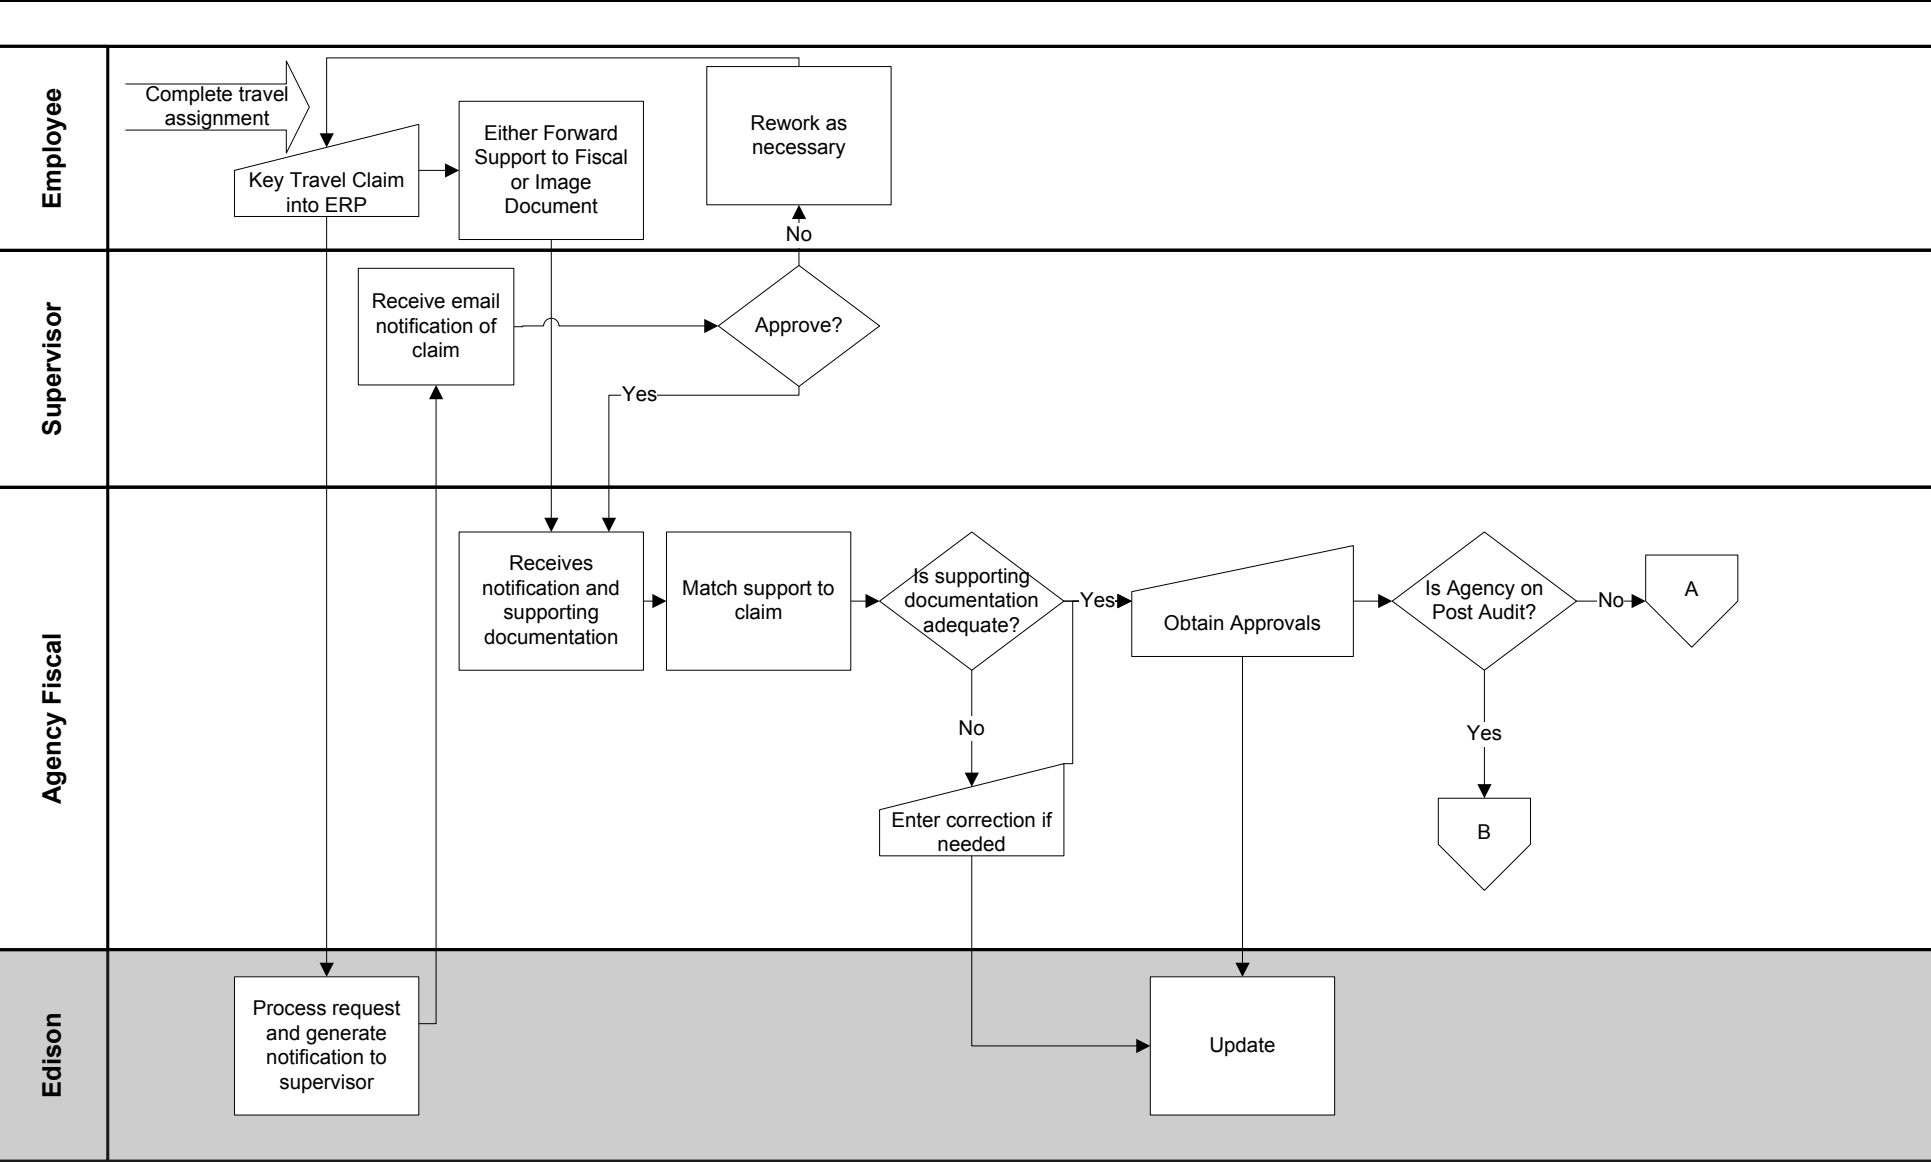 Employee
Complete travel
assignment
Key Travel Claim
into ERP
Either Forward
Support to Fiscal
or Image
Document
Rework as
necessary
No
Supervisor
Receive email
notification of
claim
Approve?
Yes
Agency Fiscal
Receives
notification and
supporting
documentation
Match support to
claim
Is supporting
documentation
adequate?
Yes
No
Enter correction if
needed
Obtain Approvals
Is Agency on
Post Audit?
No
A
Yes
B
Edison
Process request
and generate
notification to
supervisor
Update